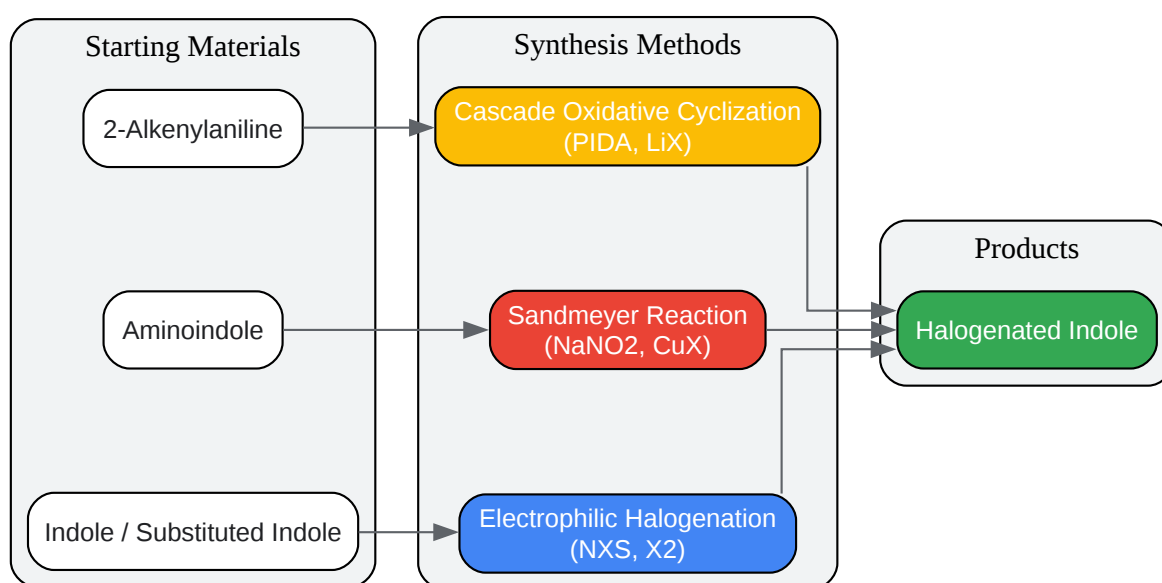 Starting Materials
2-Alkenylaniline
Aminoindole
Indole / Substituted Indole
Synthesis Methods
Cascade Oxidative Cyclization
(PIDA, LiX)
Sandmeyer Reaction
(NaNO2, CuX)
Electrophilic Halogenation
(NXS, X2)
Products
Halogenated Indole